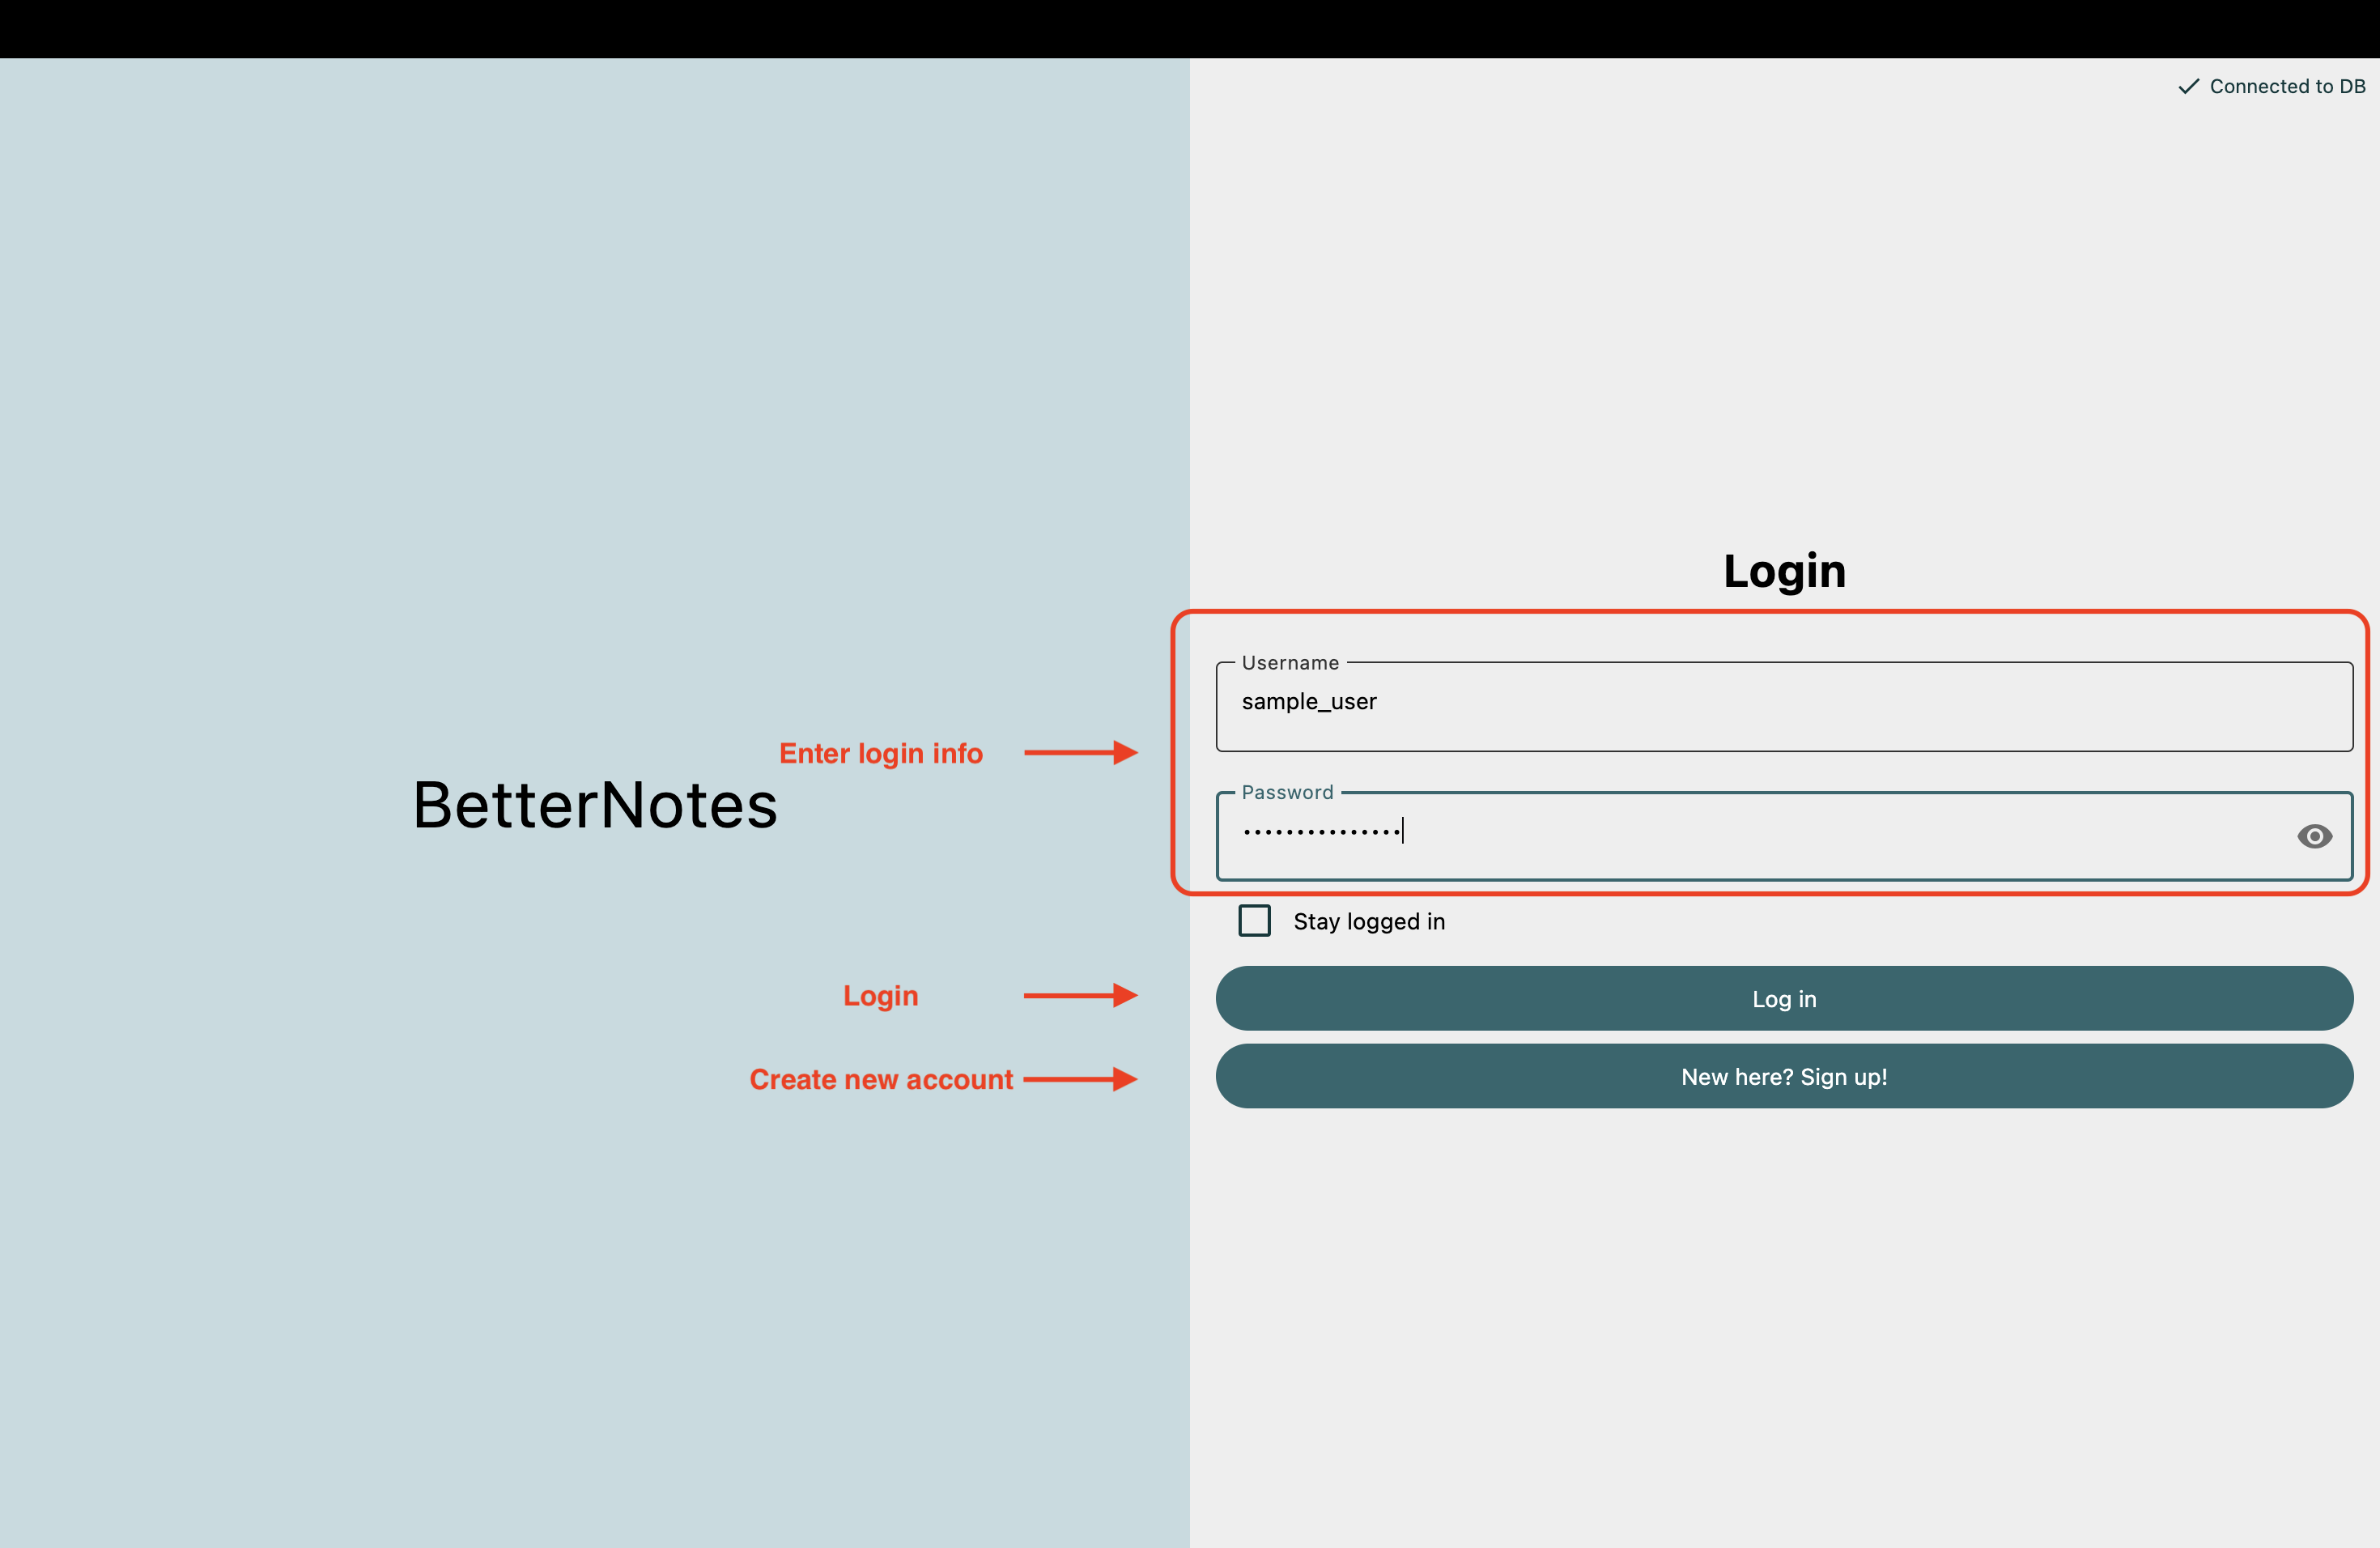 Connected to DB
BetterNotes
Login
Enter login info
Username
sample_user
Password
•••••••••••••••
Stay logged in
Login
Log in
Create new account
New here? Sign up!